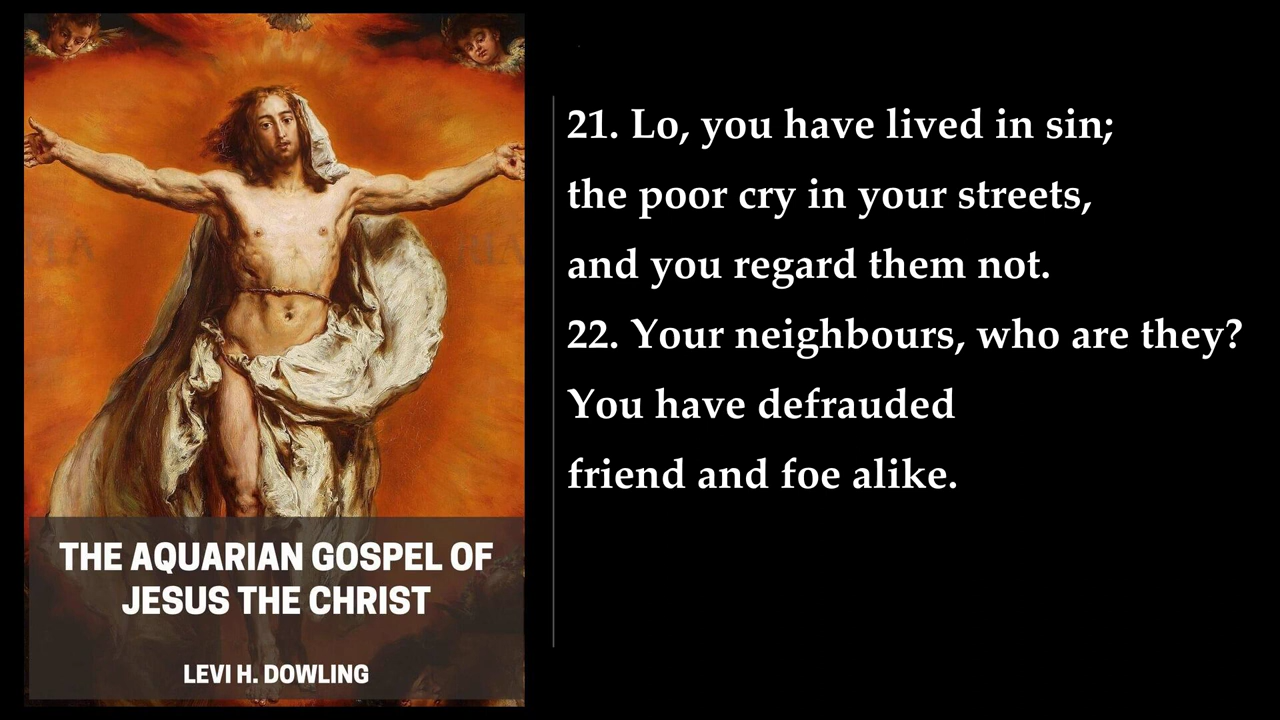 THE AQUARIAN GOSPEL OF
JESUS THE CHRIST
LEVI H. DOWLING
21. Lo, you have lived in sin;
the poor cry in your streets,
and you regard them not.
22. Your neighbours, who are they?
You have defrauded
friend and foe alike.